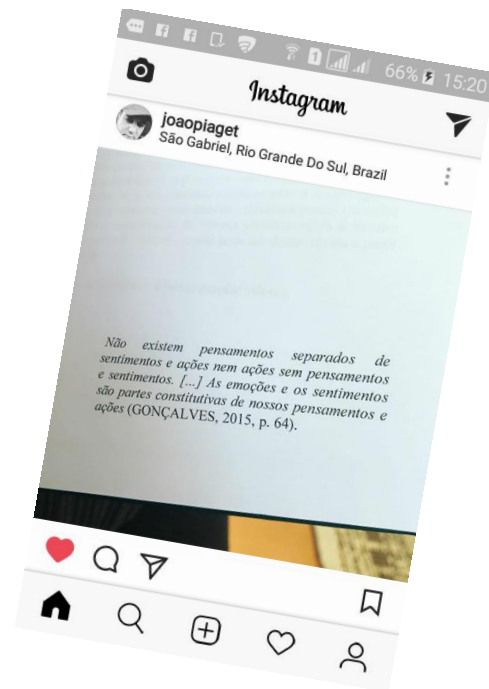 66% 15:20
Instagram
joaopiaget
São Gabriel, Rio Grande Do Sul, Brazil
Não existem pensamentos separados de
sentimentos e ações nem ações sem pensamentos
e sentimentos. [...] As emoções e os sentimentos
são partes constitutivas de nossos pensamentos e
ações (GONÇALVES, 2015, p. 64).